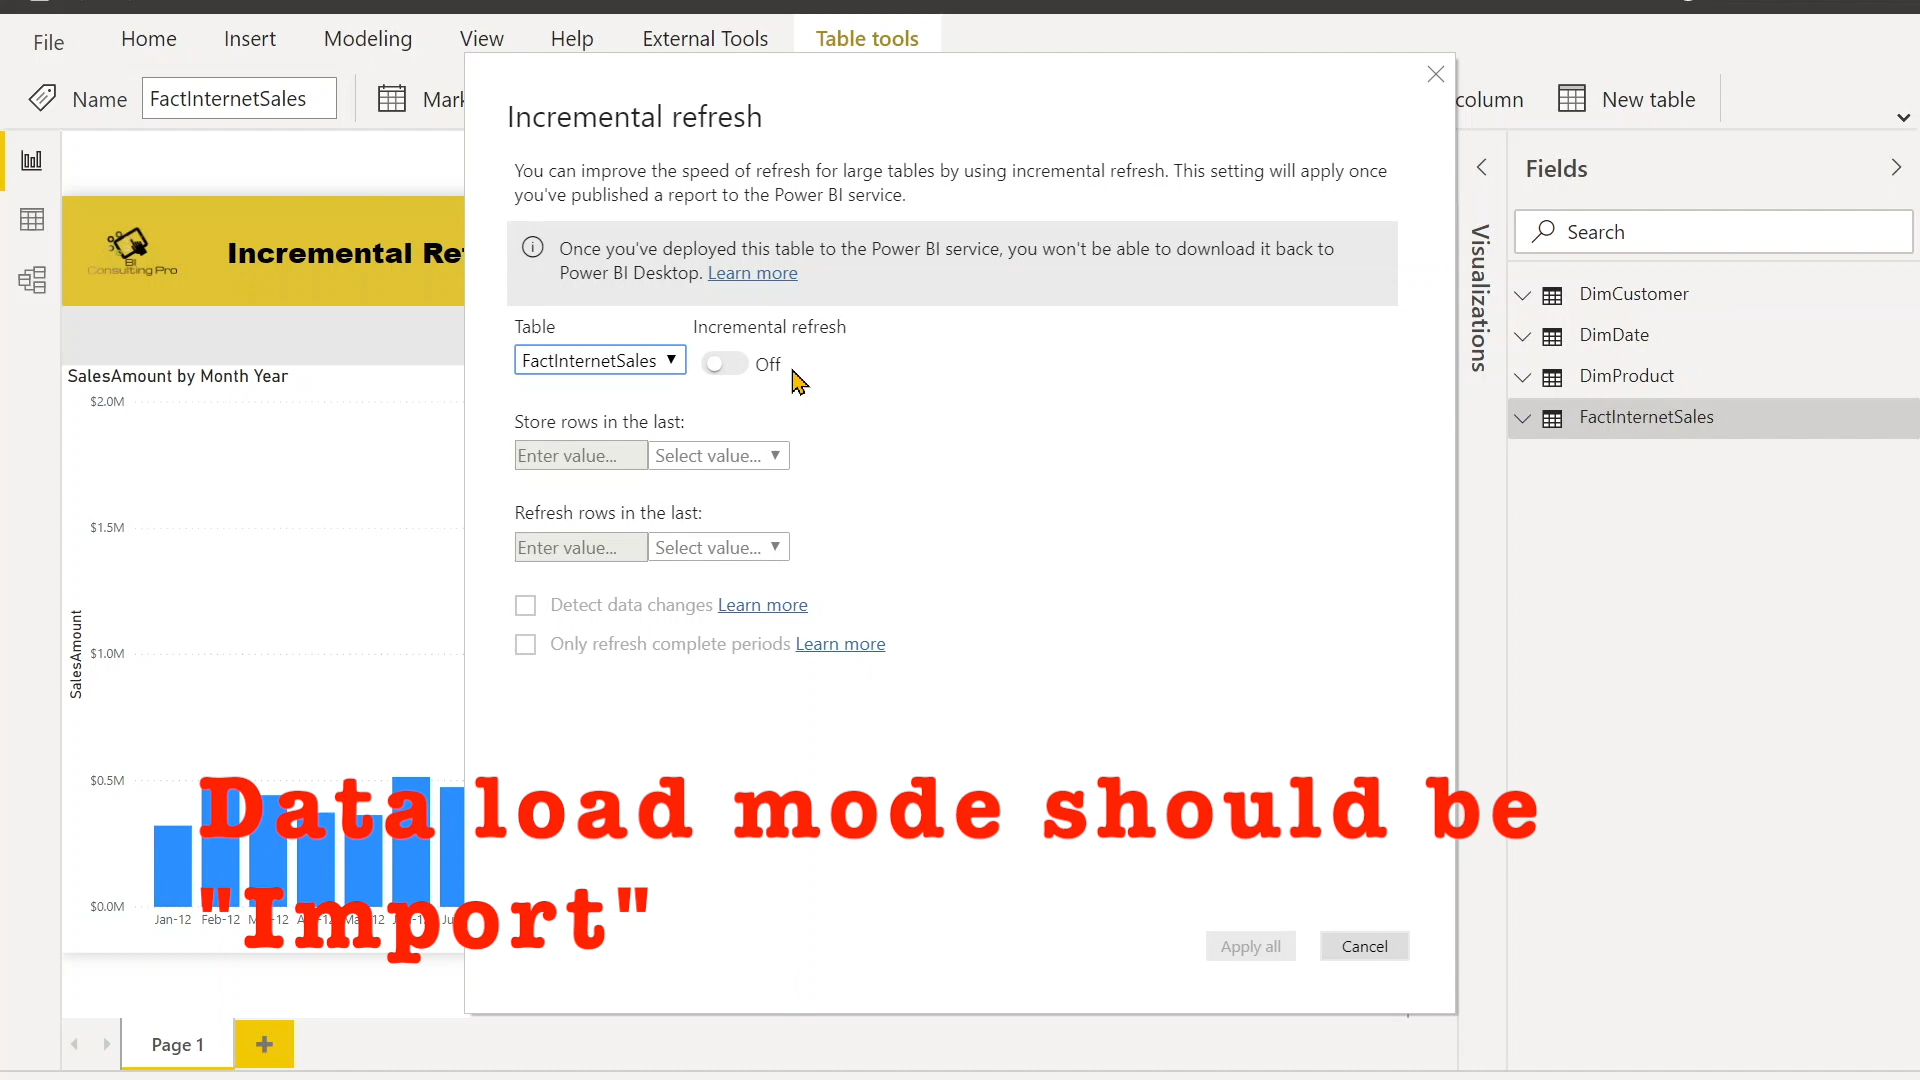 File
Home
Insert
Modeling
View
Help
External Tools
Table tools
Name
FactInternetSales
Mark
column
New table
Incremental refresh
You can improve the speed of refresh for large tables by using incremental refresh. This setting will apply once
you've published a report to the Power BI service.
Once you've deployed this table to the Power BI service, you won't be able to download it back to
Power BI Desktop. Learn more
Table
Incremental refresh
FactInternetSales
Off
Store rows in the last:
Enter value...
Select value...
Refresh rows in the last:
Enter value...
Select value...
Detect data changes Learn more
Only refresh complete periods Learn more
Apply all
Cancel
BI
Consulting Pro
Incremental Re
SalesAmount by Month Year
$2.0M
$1.5M
$1.0M
$0.5M
$0.0M
SalesAmount
Jan-12
Feb-12
Data load mode should be
"Import"
Page 1
Visualizations
Fields
Search
DimCustomer
DimDate
DimProduct
FactInternetSales